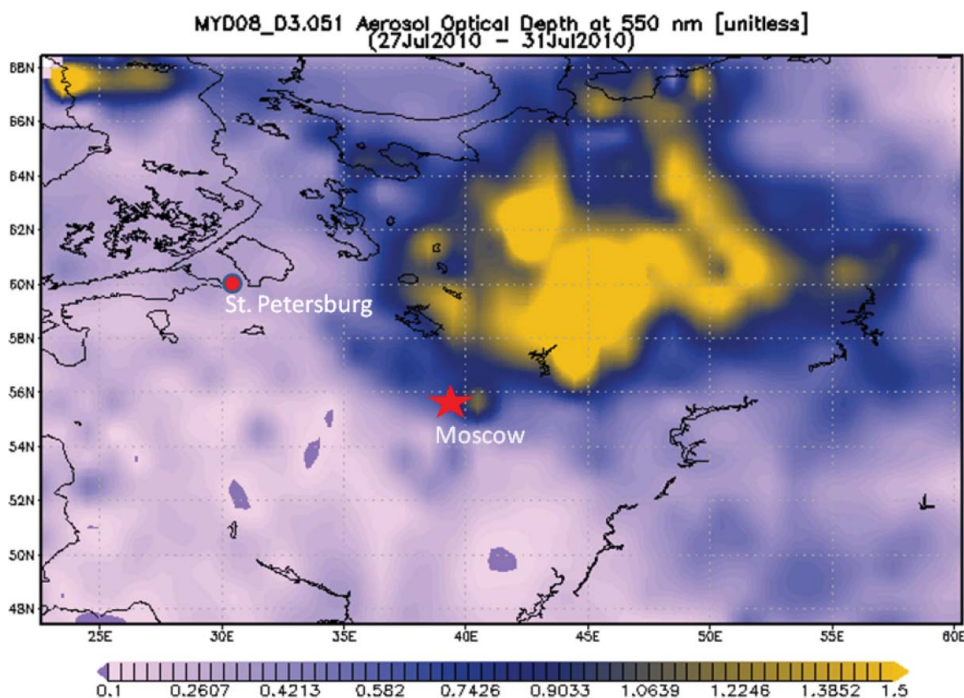 MYD08_D3.051 Aerosol Optical Depth at 550 nm [unitless]
(27Jul2010 – 31Jul2010)
68N
66N
64N
62N
60N
58N
56N
54N
52N
50N
48N
St. Petersburg
Moscow
25E 30E 35E 40E 45E 50E 55E 60E
0.1 0.2607 0.4213 0.582 0.7426 0.9033 1.0639 1.2246 1.3852 1.5